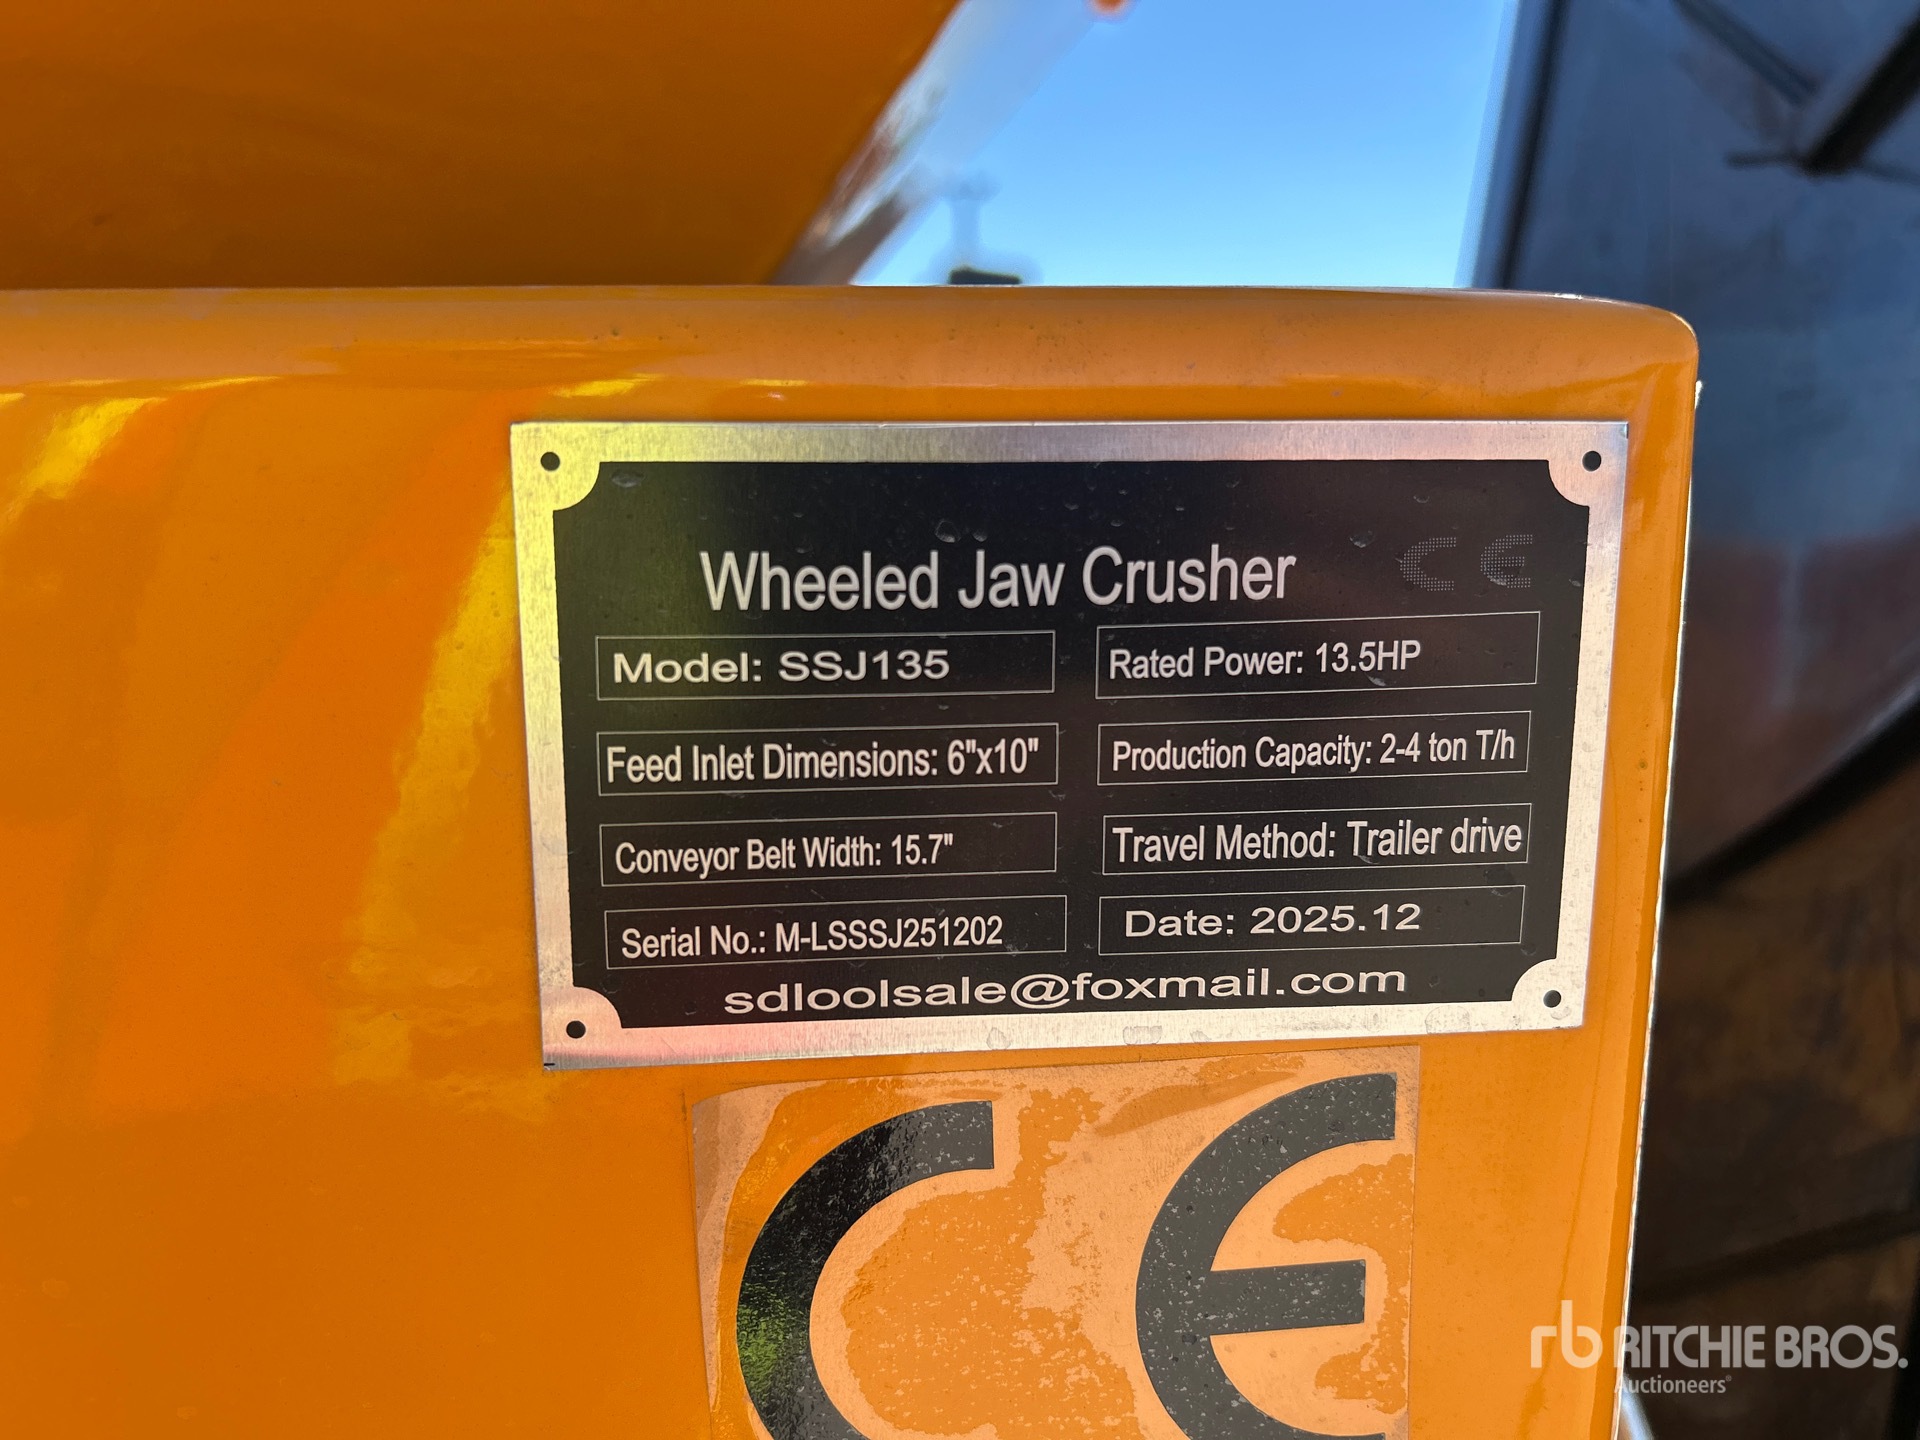 Wheeled Jaw Crusher CE
Model: SSJ135 Rated Power: 13.5HP
Feed Inlet Dimensions: 6"x10" Production Capacity: 2-4 ton T/h
Conveyor Belt Width: 15.7" Travel Method: Trailer drive
Serial No.: M-LSSSJ251202 Date: 2025.12
sdloolsale@foxmail.com
CE
rb RITCHIE BROS.
Auctioneers®